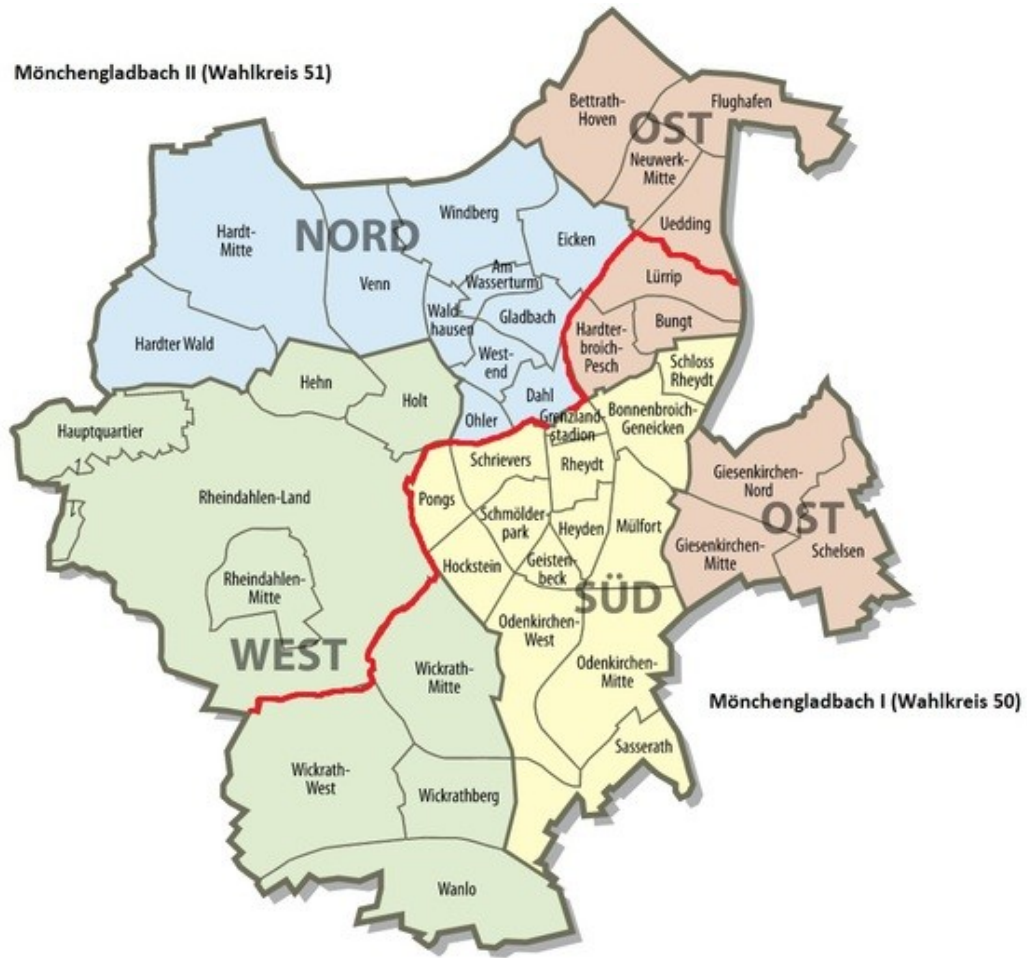 Mönchengladbach II (Wahlkreis 51)
Bettrath-
Hoven
Flughafen
OST
Neuwerk-
Mitte
Uedding
Hardt-
Mitte
NORD
Windberg
Eicken
Venn
Am
Wasserturm
Lürrip
Wald-
hausen
Gladbach
Hardter Wald
Hardter-
broich-
Pesch
Bungt
West-
end
Schloss
Rheydt
Hehn
Holt
Dahl
Ohler
Grenzland-
stadion
Bonnenbroich-
Geneicken
Hauptquartier
Schrievers
Rheydt
Giesenkirchen-
Nord
Rheindahlen-Land
Pongs
Schmölder-
park
Heyden
Mülfort
OST
Giesenkirchen-
Mitte
Schelsen
Hockstein
Geisten-
beck
Rheindahlen-
Mitte
SÜD
Odenkirchen-
West
WEST
Wickrath-
Mitte
Odenkirchen-
Mitte
Mönchengladbach I (Wahlkreis 50)
Sasserath
Wickrath-
West
Wickrathberg
Wanlo